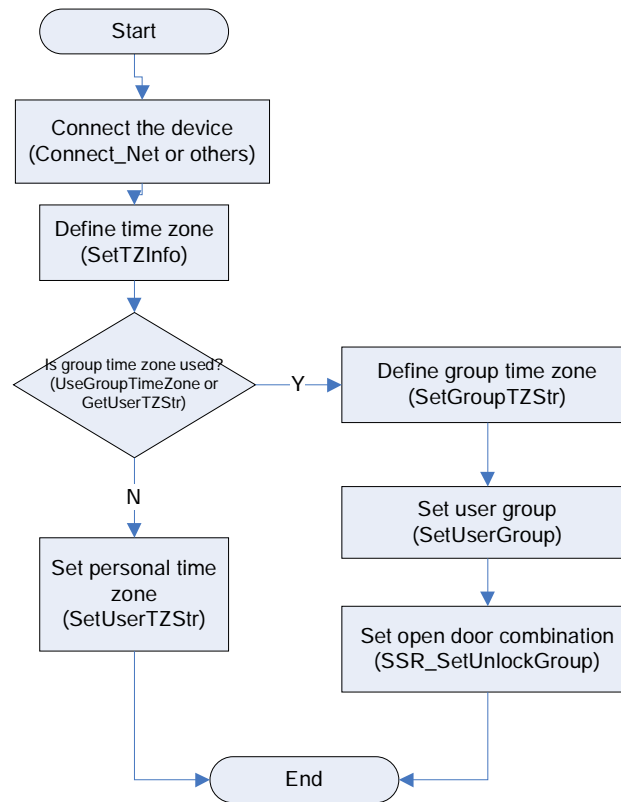 Start
Connect the device
(Connect_Net or others)
Define time zone
(SetTZInfo)
Is group time zone used?
(UseGroupTimeZone or
GetUserTZStr)
Y
Define group time zone
(SetGroupTZStr)
N
Set user group
(SetUserGroup)
Set personal time
zone
(SetUserTZStr)
Set open door combination
(SSR_SetUnlockGroup)
End